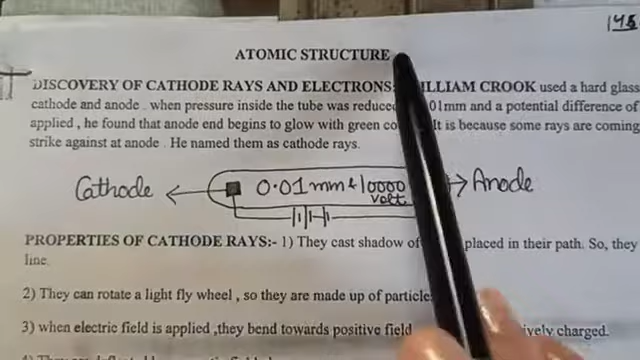 145
ATOMIC STRUCTURE
DISCOVERY OF CATHODE RAYS AND ELECTRONS: WILLIAM CROOK used a hard glass
cathode and anode . when pressure inside the tube was reduced 01mm and a potential difference of
applied , he found that anode end begins to glow with green It is because some rays are coming
strike against at anode . He named them as cathode rays.
Cathode 0.01 mm & 10000 volt Anode
PROPERTIES OF CATHODE RAYS:- 1) They cast shadow of placed in their path. So, they
line.
2) They can rotate a light fly wheel , so they are made up of particle
3) when electric field is applied ,they bend towards positive field ively charged.